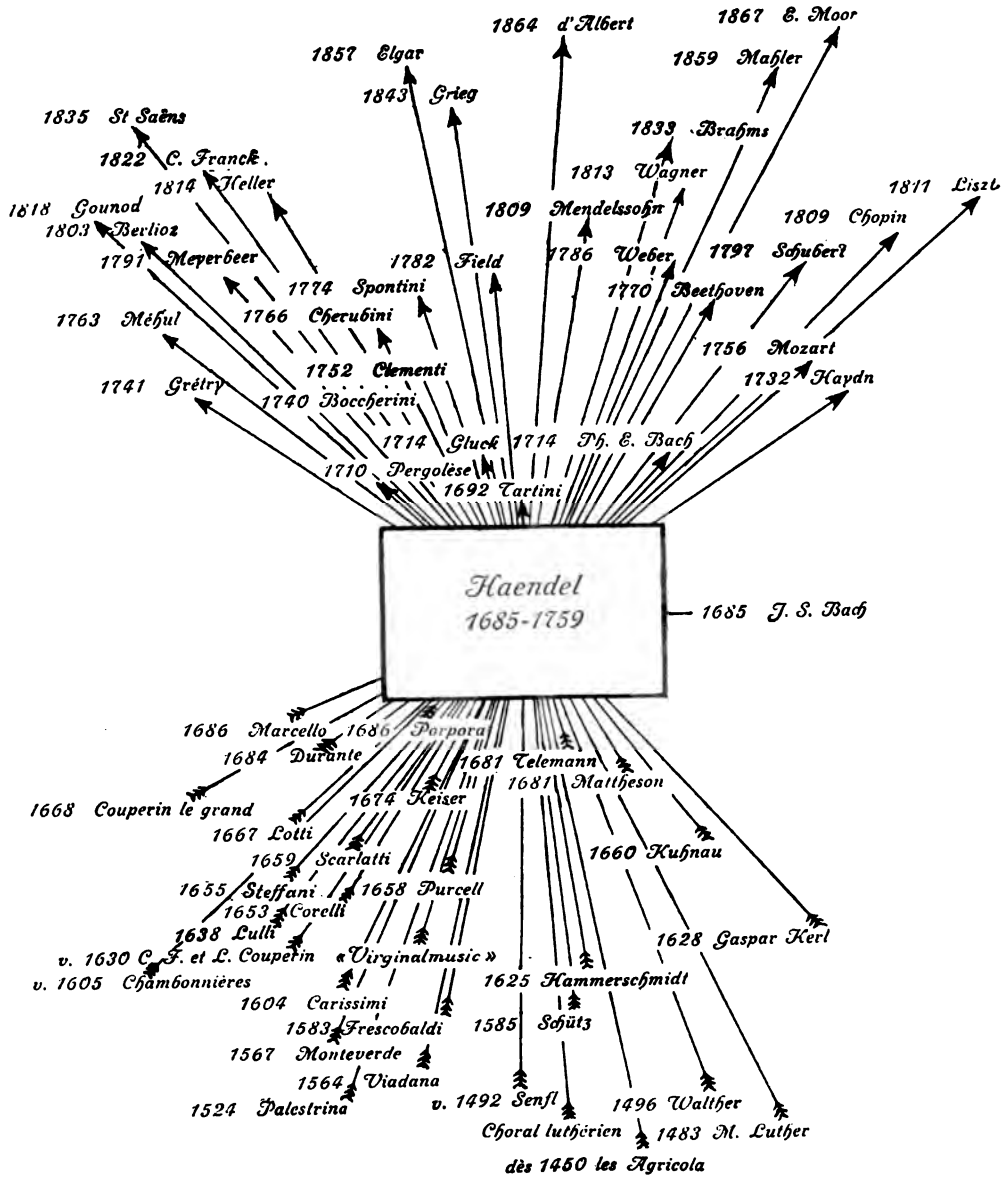 1867 E. Moor
1864 d'Albert
1857 Elgar
1859 Mahler
1843 Grieg
1835 St Saëns
1833 Brahms
1822 C. Franck.
1813 Wagner
1814 Heller
1811 Liszt
1818 Gounod
1809 Mendelssohn
1809 Chopin
1803 Berlioz
1791 Meyerbeer
1782 Field
1786 Weber
1797 Schubert
1774 Spontini
1770 Beethoven
1766 Cherubini
1763 Méhul
1756 Mozart
1752 Clementi
1732 Haydn
1741 Grétry
1740 Boccherini
1714 Gluck
1714 Ph. E. Bach
1710 Pergolèse
1692 Tartini
Haendel
1685-1759
1685 J. S. Bach
1686 Marcello
1686 Porpora
1684 Durante
1681 Telemann
1681 Mattheson
1668 Couperin le grand
1674 Keiser
1667 Lotti
1659 Scarlatti
1660 Kuhnau
1655 Steffani
1658 Purcell
1653 Corelli
1638 Lulli
1628 Gaspar Kerl
v. 1630 C. F. et L. Couperin
«Virginalmusic»
v. 1605 Chambonnières
1625 Hammerschmidt
1604 Carissimi
1583 Frescobaldi
1585 Schütz
1567 Monteverde
1564 Viadana
1524 Palestrina
v. 1492 Senfl
1496 Walther
Choral luthérien
1483 M. Luther
dès 1450 les Agricola